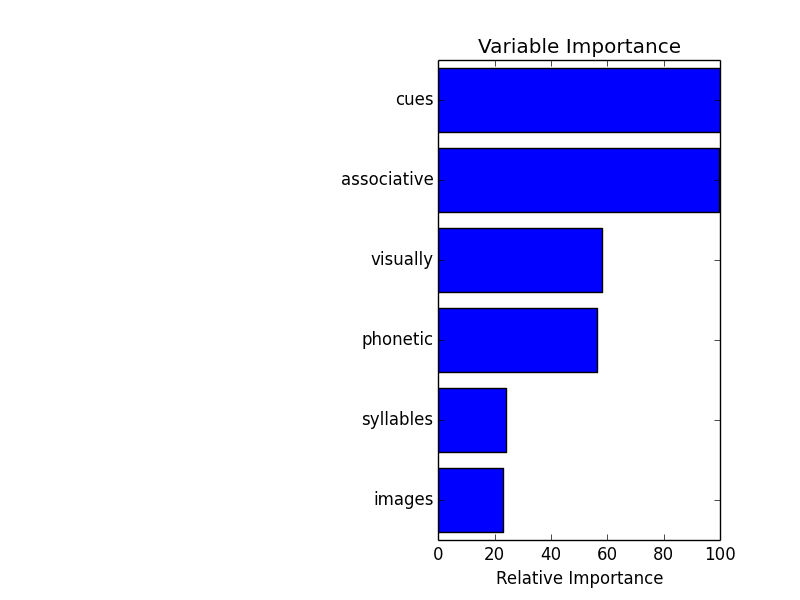 Variable Importance
cues
associative
visually
phonetic
syllables
images
0 20 40 60 80 100
Relative Importance